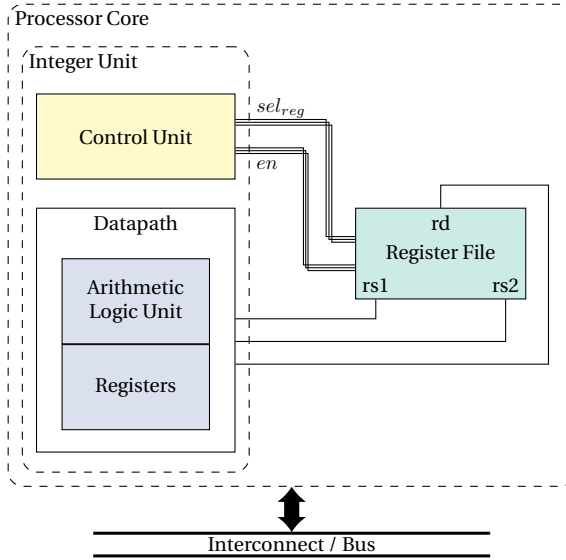 Processor Core
Integer Unit
Control Unit
sel_reg
en
Datapath
Arithmetic
Logic Unit
Registers
rd
Register File
rs1 rs2
Interconnect / Bus